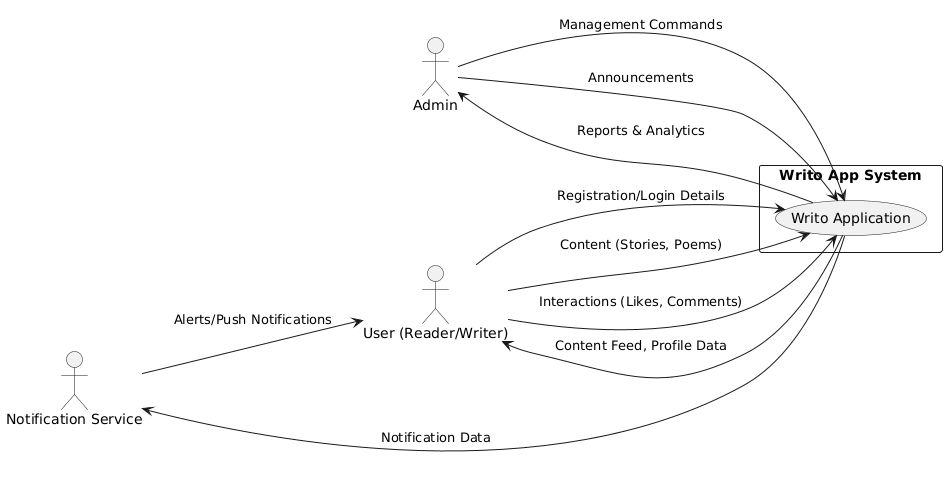 Management Commands
Announcements
Admin
Reports & Analytics
Writo App System
Registration/Login Details
Writo Application
Content (Stories, Poems)
Interactions (Likes, Comments)
Alerts/Push Notifications
User (Reader/Writer)
Content Feed, Profile Data
Notification Service
Notification Data